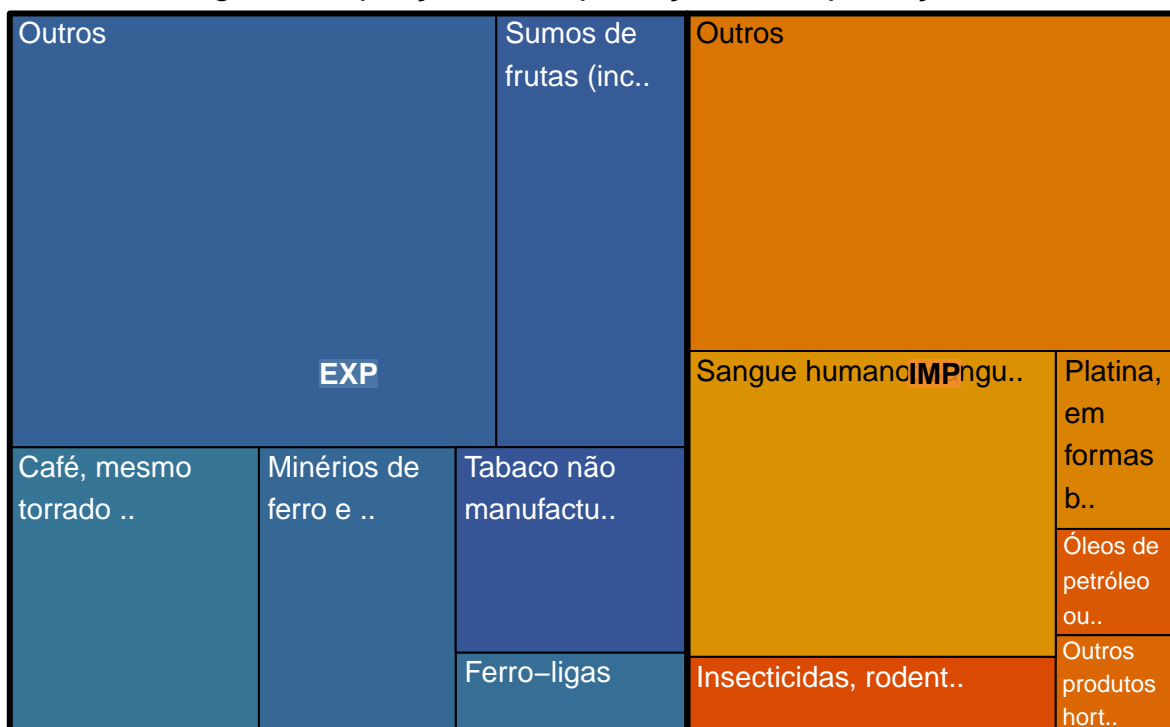 Outros
Sumos de
frutas (inc..
EXP
Café, mesmo
torrado ..
Minérios de
ferro e ..
Tabaco não
manufactu..
Ferro−ligas
Outros
Sangue humano
ngu..
IMP
Platina,
em
formas
b..
Óleos de
petróleo
ou..
Insecticidas, rodent..
Outros
produtos
hort..